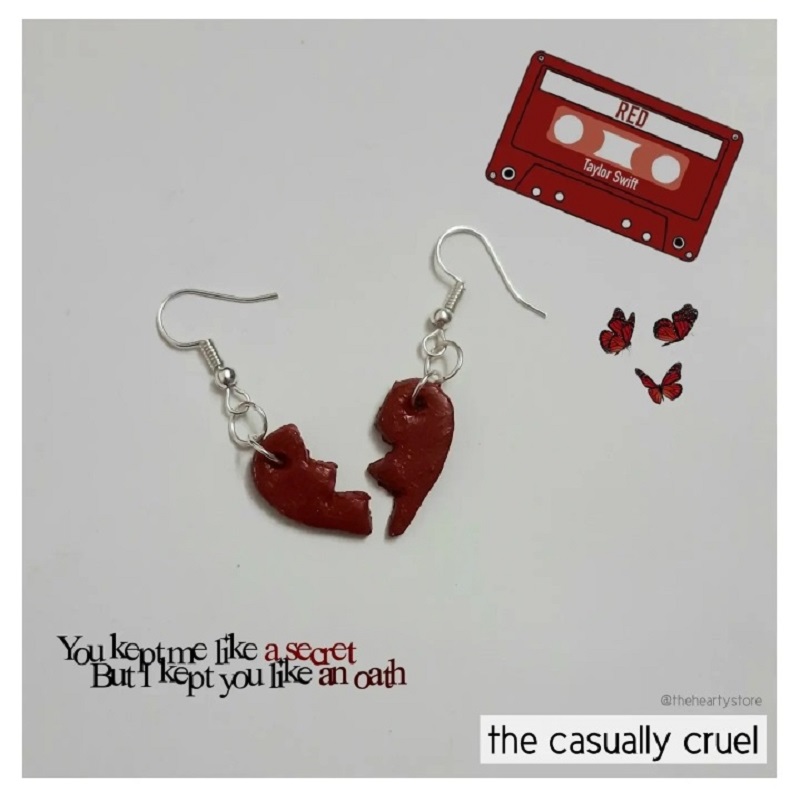 RED
Taylor Swift
You kept me like a secret
But I kept you like an oath
@theheartystore
the casually cruel